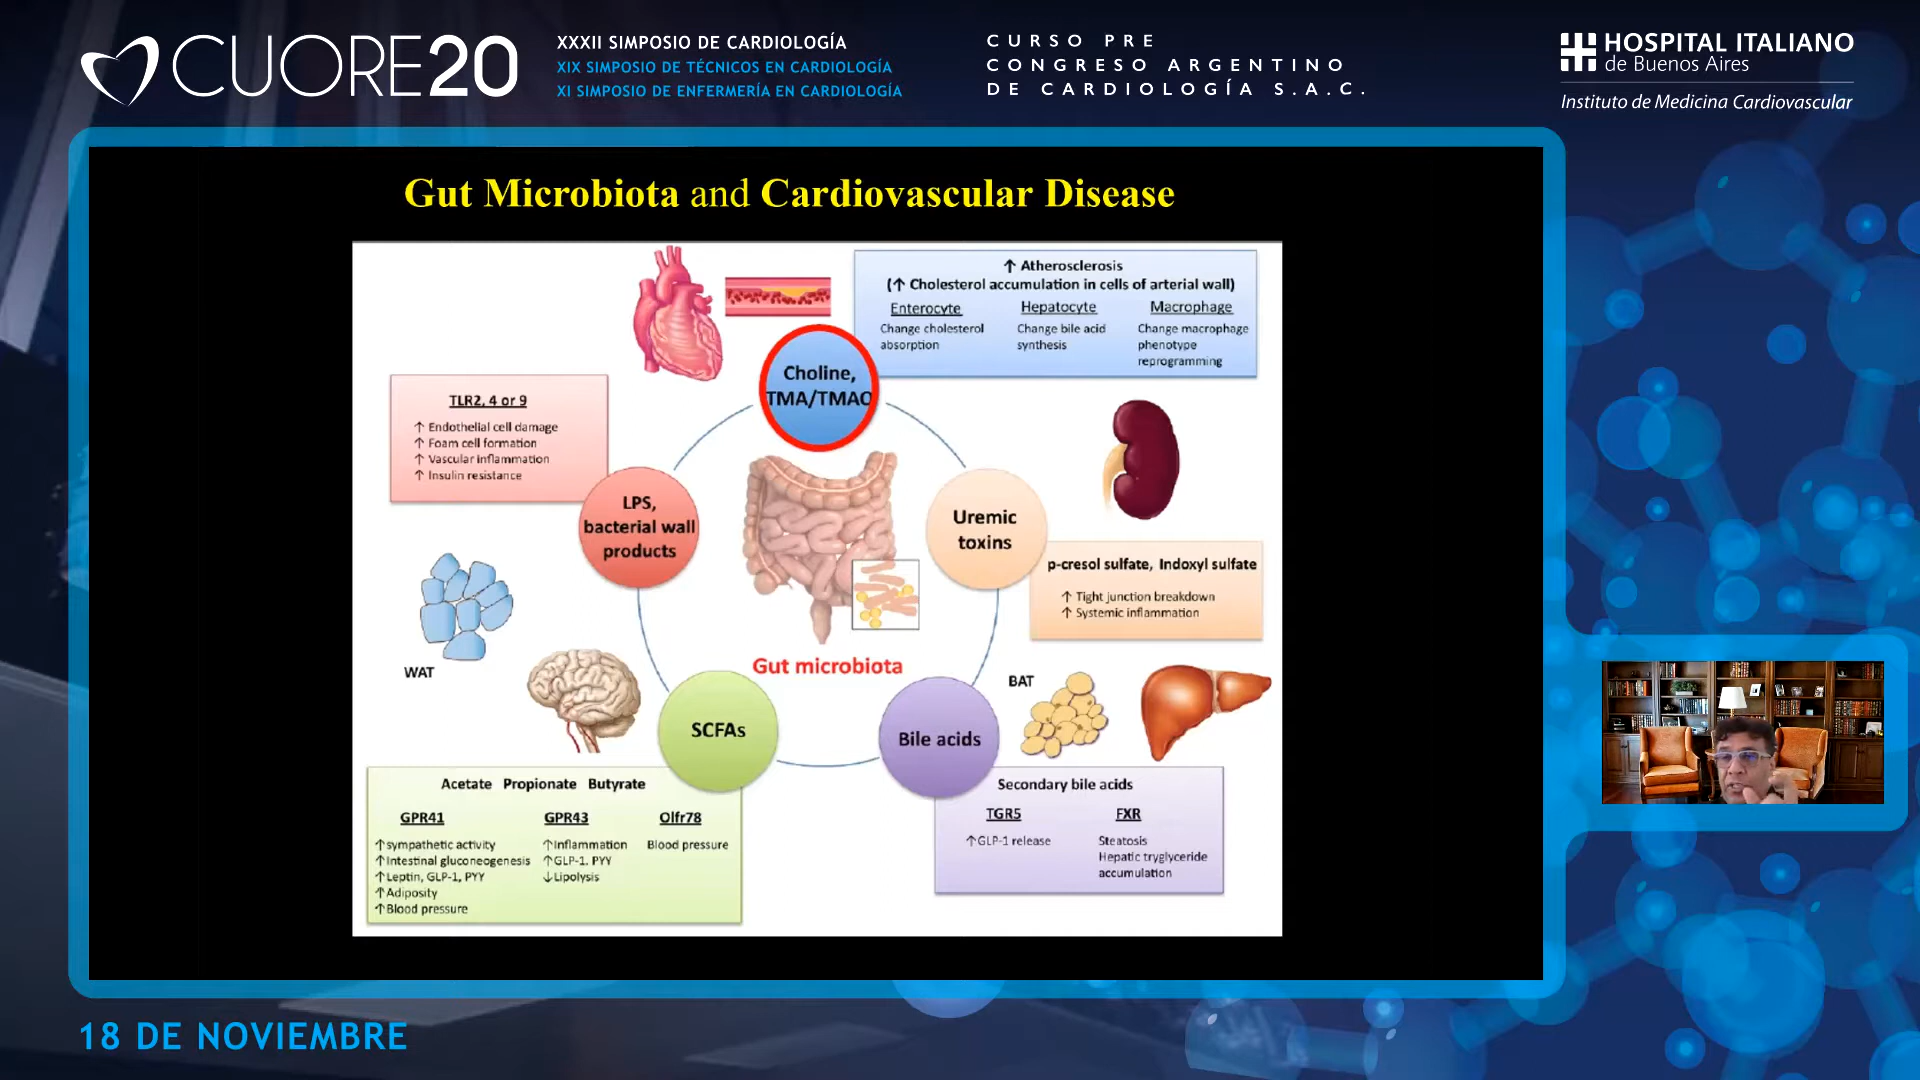 CUORE20
XXXII SIMPOSIO DE CARDIOLOGÍA
XIX SIMPOSIO DE TÉCNICOS EN CARDIOLOGÍA
XI SIMPOSIO DE ENFERMERÍA EN CARDIOLOGÍA
CURSO PRE
CONGRESO ARGENTINO
DE CARDIOLOGÍA S.A.C.
HOSPITAL ITALIANO
de Buenos Aires
Instituto de Medicina Cardiovascular
Gut Microbiota and Cardiovascular Disease
↑ Atherosclerosis
(↑ Cholesterol accumulation in cells of arterial wall)
Enterocyte Hepatocyte Macrophage
Change cholesterol Change bile acid Change macrophage
absorption synthesis phenotype
reprogramming
Choline,
TMA/TMAO
TLR2, 4 or 9
↑ Endothelial cell damage
↑ Foam cell formation
↑ Vascular inflammation
↑ Insulin resistance
LPS,
bacterial wall
products
Uremic
toxins
p-cresol sulfate, Indoxyl sulfate
↑ Tight junction breakdown
↑ Systemic inflammation
WAT
Gut microbiota
BAT
SCFAs
Bile acids
Acetate Propionate Butyrate
GPR41 GPR43 Olfr78
↑sympathetic activity ↑Inflammation Blood pressure
↑Intestinal gluconeogenesis ↑GLP-1. PYY
↑Leptin, GLP-1, PYY ↓Lipolysis
↑Adiposity
↑Blood pressure
Secondary bile acids
TGR5 FXR
↑GLP-1 release Steatosis
Hepatic tryglyceride
accumulation
18 DE NOVIEMBRE